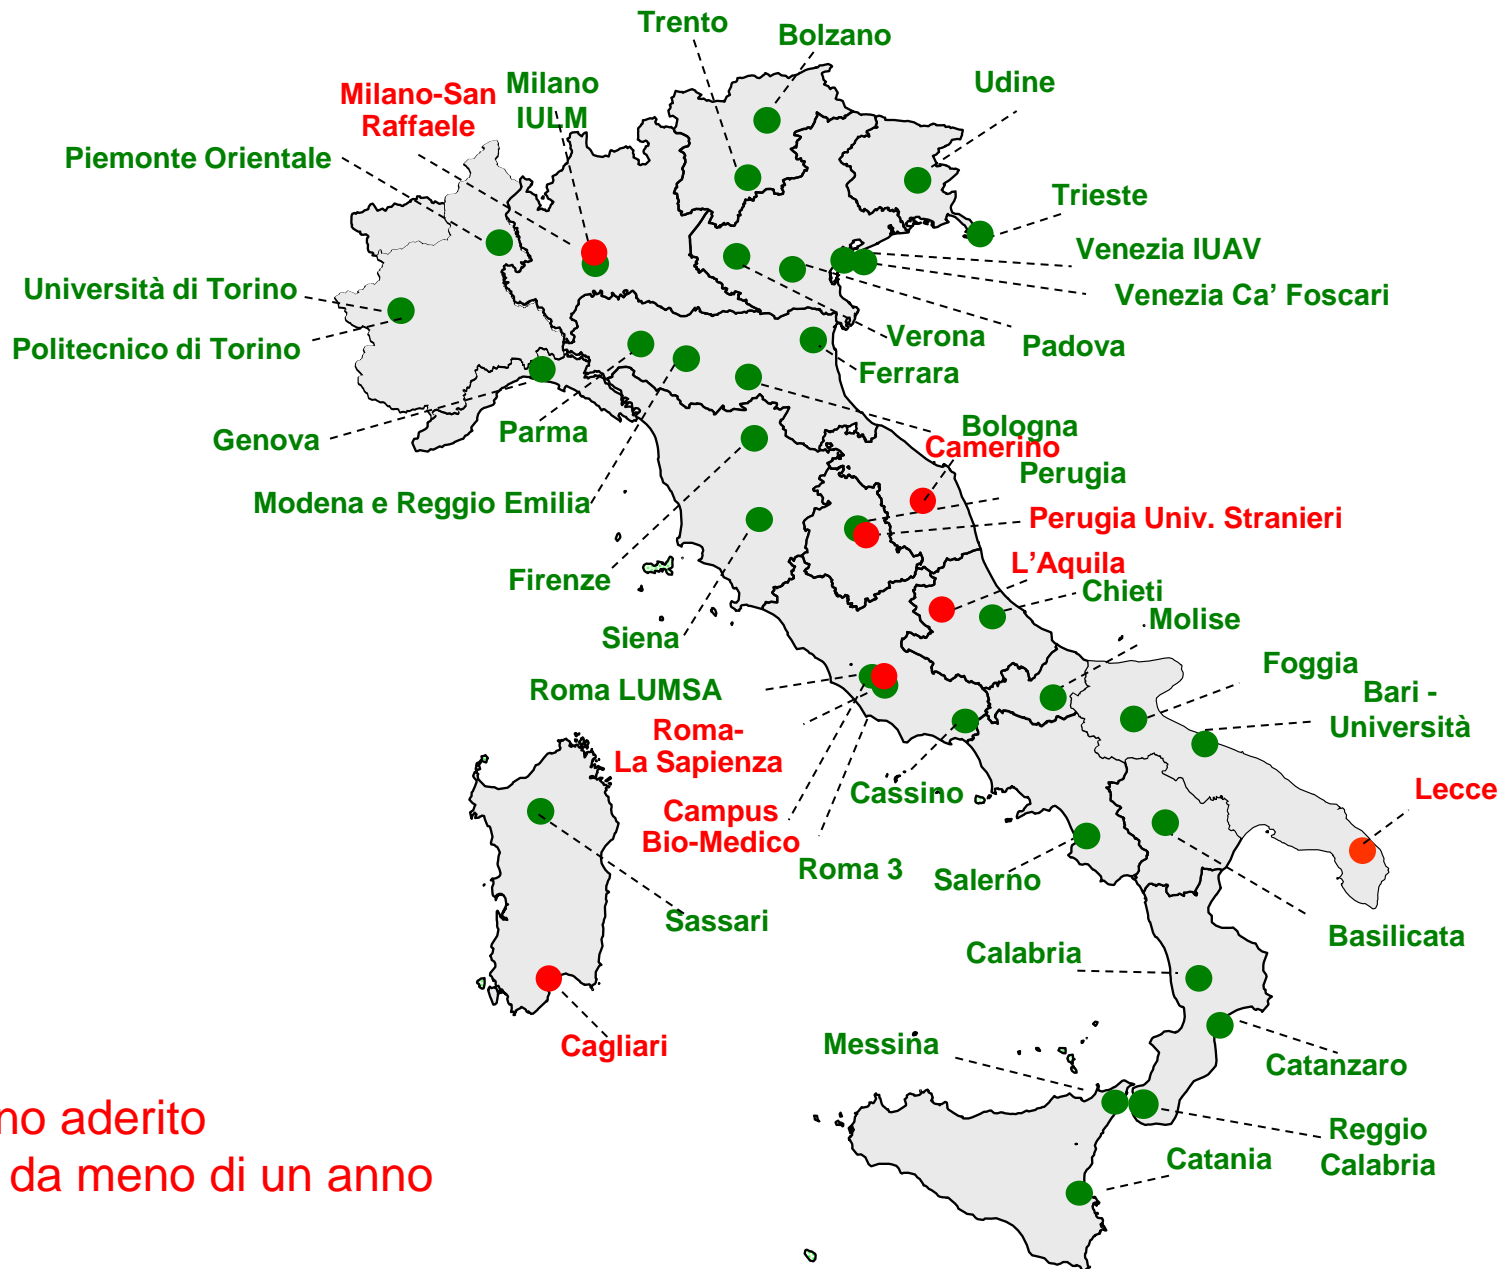 Trento
Bolzano
Udine
Milano-San
Raffaele
Milano
IULM
Piemonte Orientale
Trieste
Venezia IUAV
Venezia Ca’ Foscari
Università di Torino
Politecnico di Torino
Verona
Padova
Ferrara
Genova
Parma
Bologna
Camerino
Perugia
Modena e Reggio Emilia
Perugia Univ. Stranieri
L’Aquila
Firenze
Chieti
Molise
Siena
Foggia
Roma LUMSA
Bari -
Università
Roma-
La Sapienza
Cassino
Lecce
Campus
Bio-Medico
Roma 3
Salerno
Sassari
Basilicata
Calabria
Cagliari
Messina
Catanzaro
Reggio
Calabria
Catania
no aderito
da meno di un anno